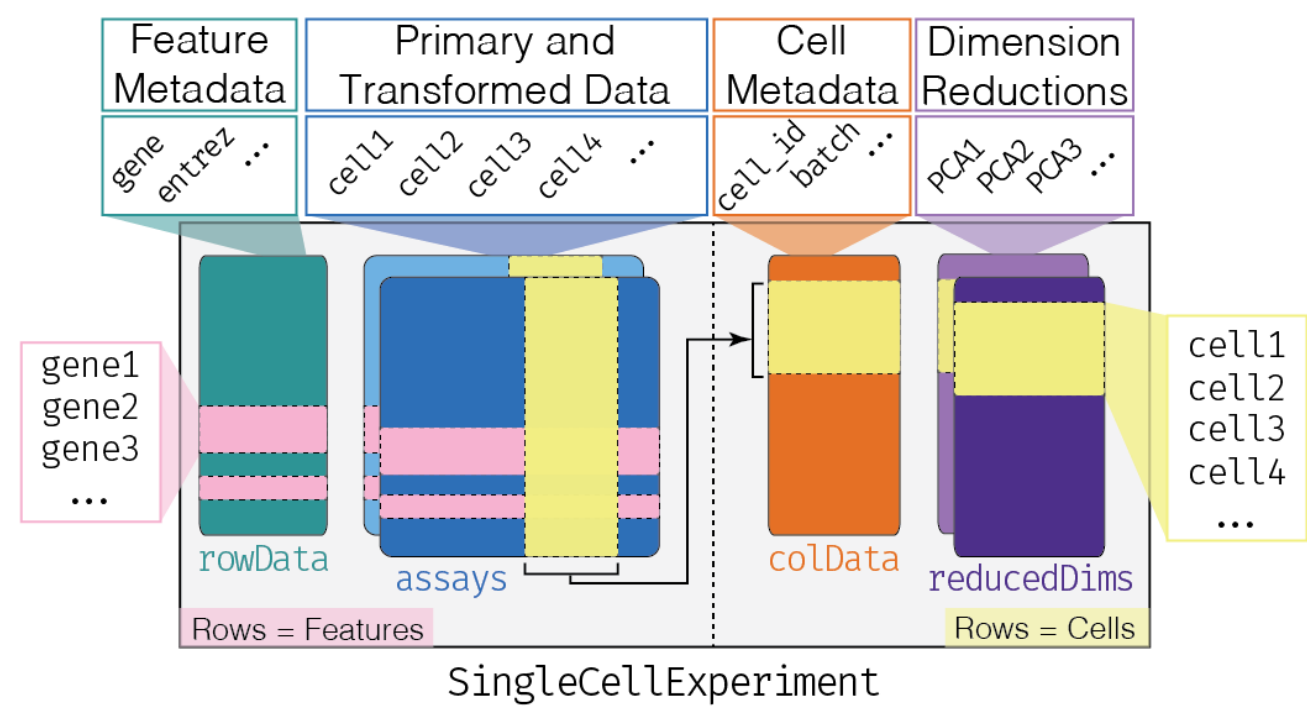 Feature
Metadata
Primary and
Transformed Data
Cell
Metadata
Dimension
Reductions
gene
entrez
...
cell1
cell2
cell3
cell4
...
cell_id
batch
...
PCA1
PCA2
PCA3
...
gene1
gene2
gene3
...
cell1
cell2
cell3
cell4
...
rowData
assays
colData
reducedDims
Rows = Features
Rows = Cells
SingleCellExperiment